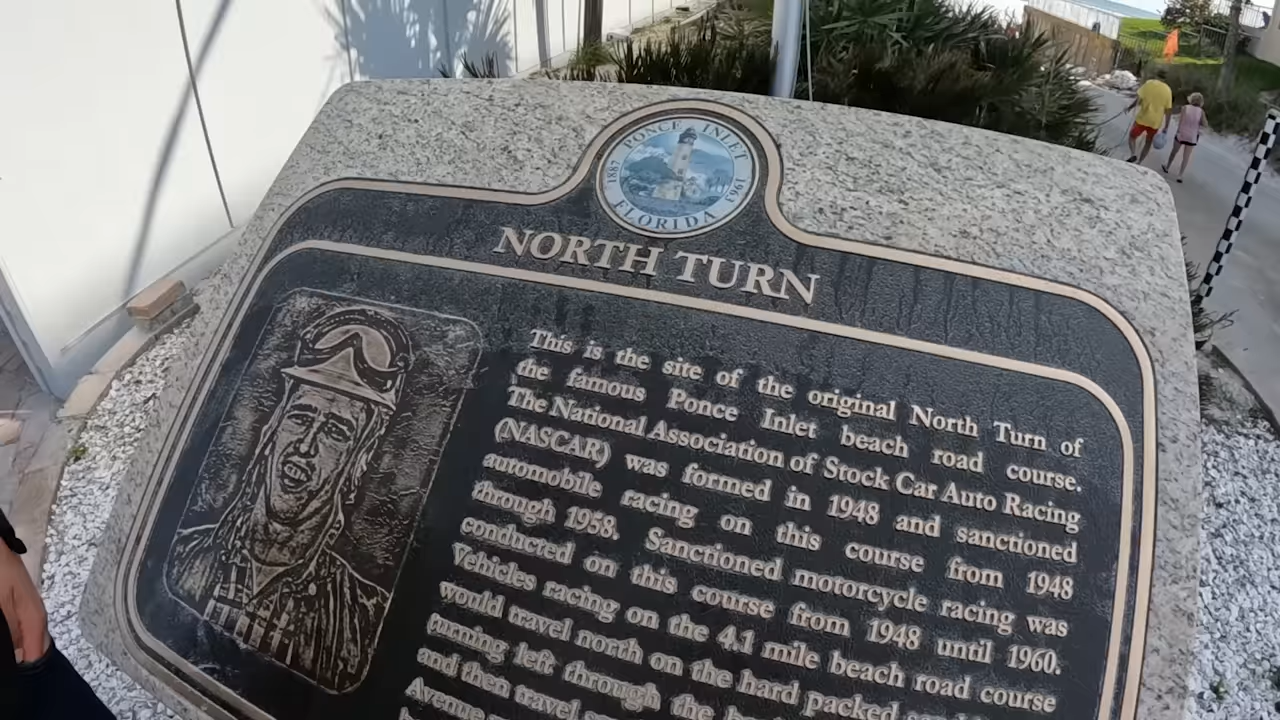 PONCE INLET
1887 1961
FLORIDA
NORTH TURN
This is the site of the original North Turn of
the famous Ponce Inlet beach road course.
The National Association of Stock Car Auto Racing
(NASCAR) was formed in 1948 and sanctioned
automobile racing on this course from 1948
through 1958. Sanctioned motorcycle racing was
conducted on this course from 1948 until 1960.
Vehicles racing on the 4.1 mile beach road course
would travel north on the hard packed
turning left through the
and then travel
Avenue